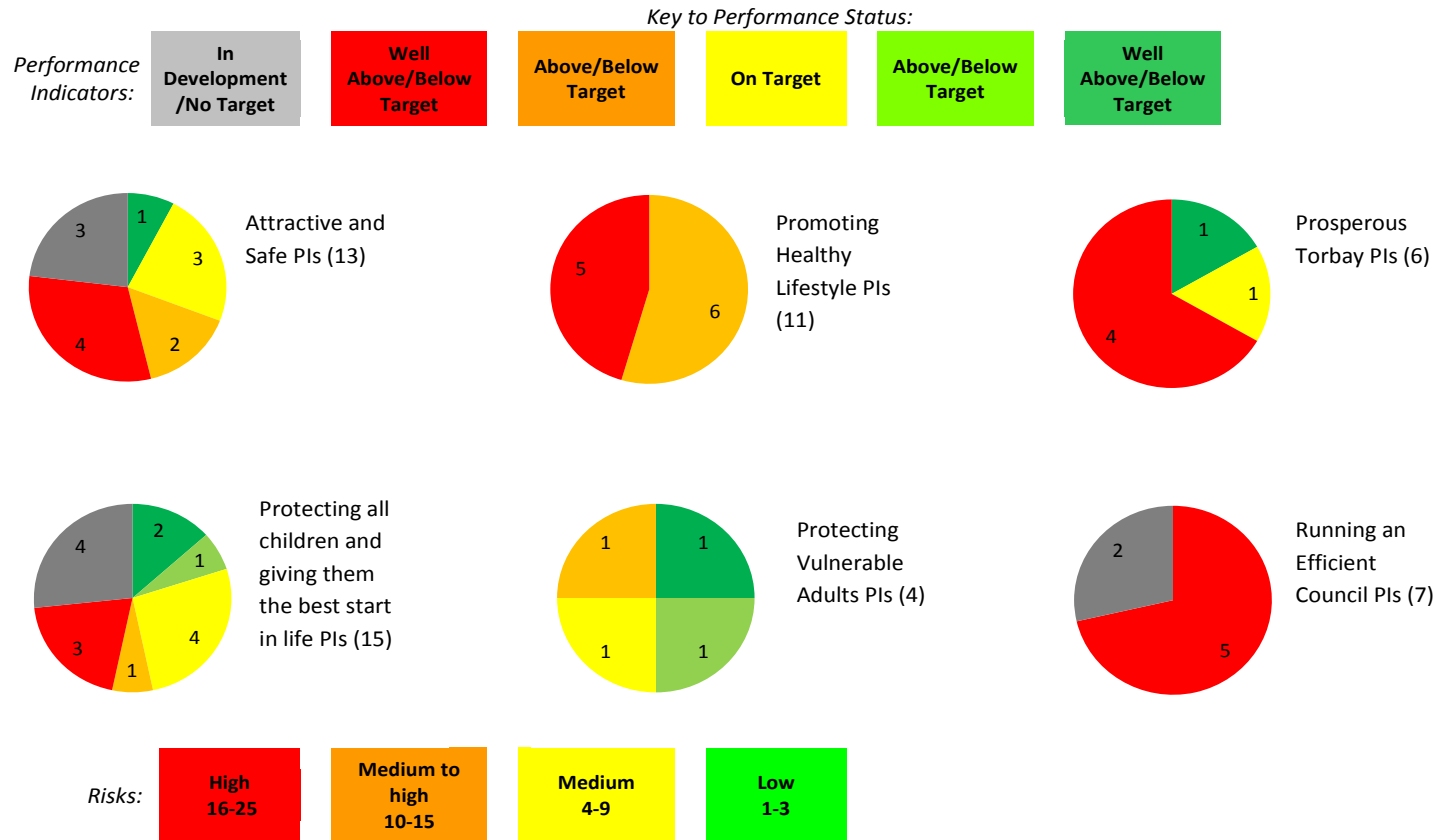 Key to Performance Status:
Performance
Indicators:
In
Development
/No Target
Well
Above/Below
Target
Above/Below
Target
On Target
Above/Below
Target
Well
Above/Below
Target
1
3
2
4
3
Attractive and
Safe PIs (13)
6
5
Promoting
Healthy
Lifestyle PIs
(11)
1
1
4
Prosperous
Torbay PIs (6)
2
1
4
1
3
4
Protecting all
children and
giving them
the best start
in life PIs (15)
1
1
1
1
Protecting
Vulnerable
Adults PIs (4)
5
2
Running an
Efficient
Council PIs (7)
Risks:
High
16-25
Medium to
high
10-15
Medium
4-9
Low
1-3